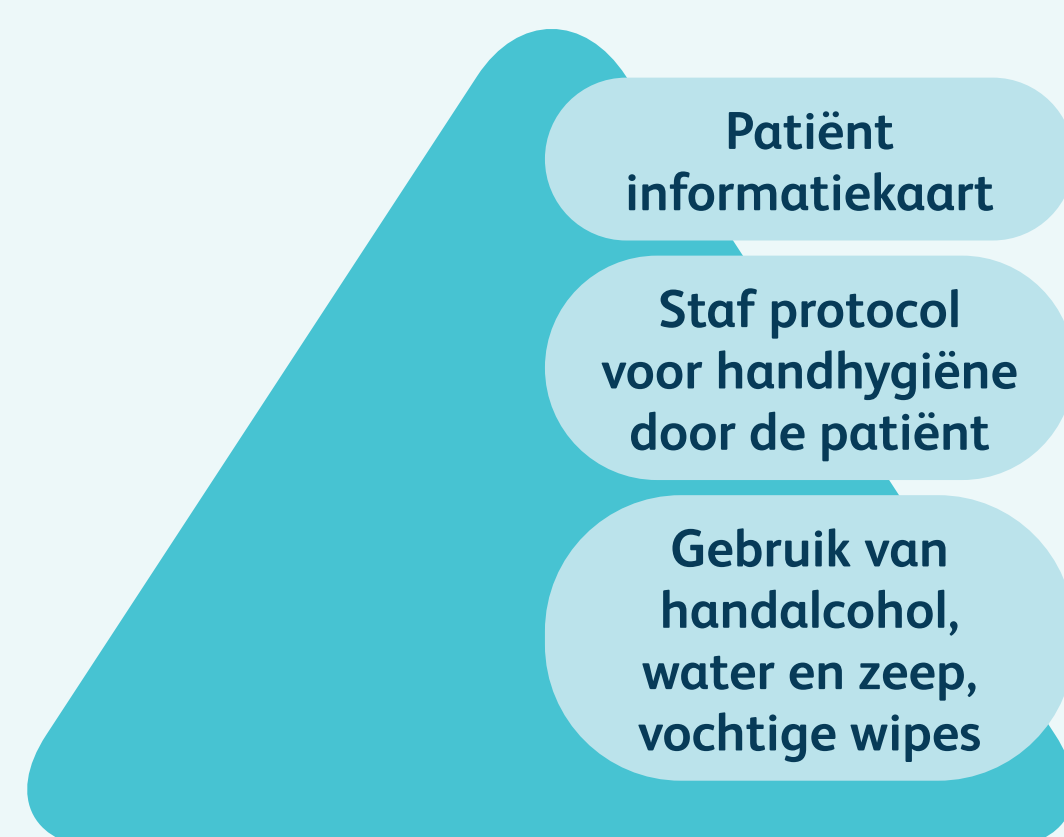 Patiënt
informatiekaart
Staf protocol
voor handhygiëne
door de patiënt
Gebruik van
handalcohol,
water en zeep,
vochtige wipes